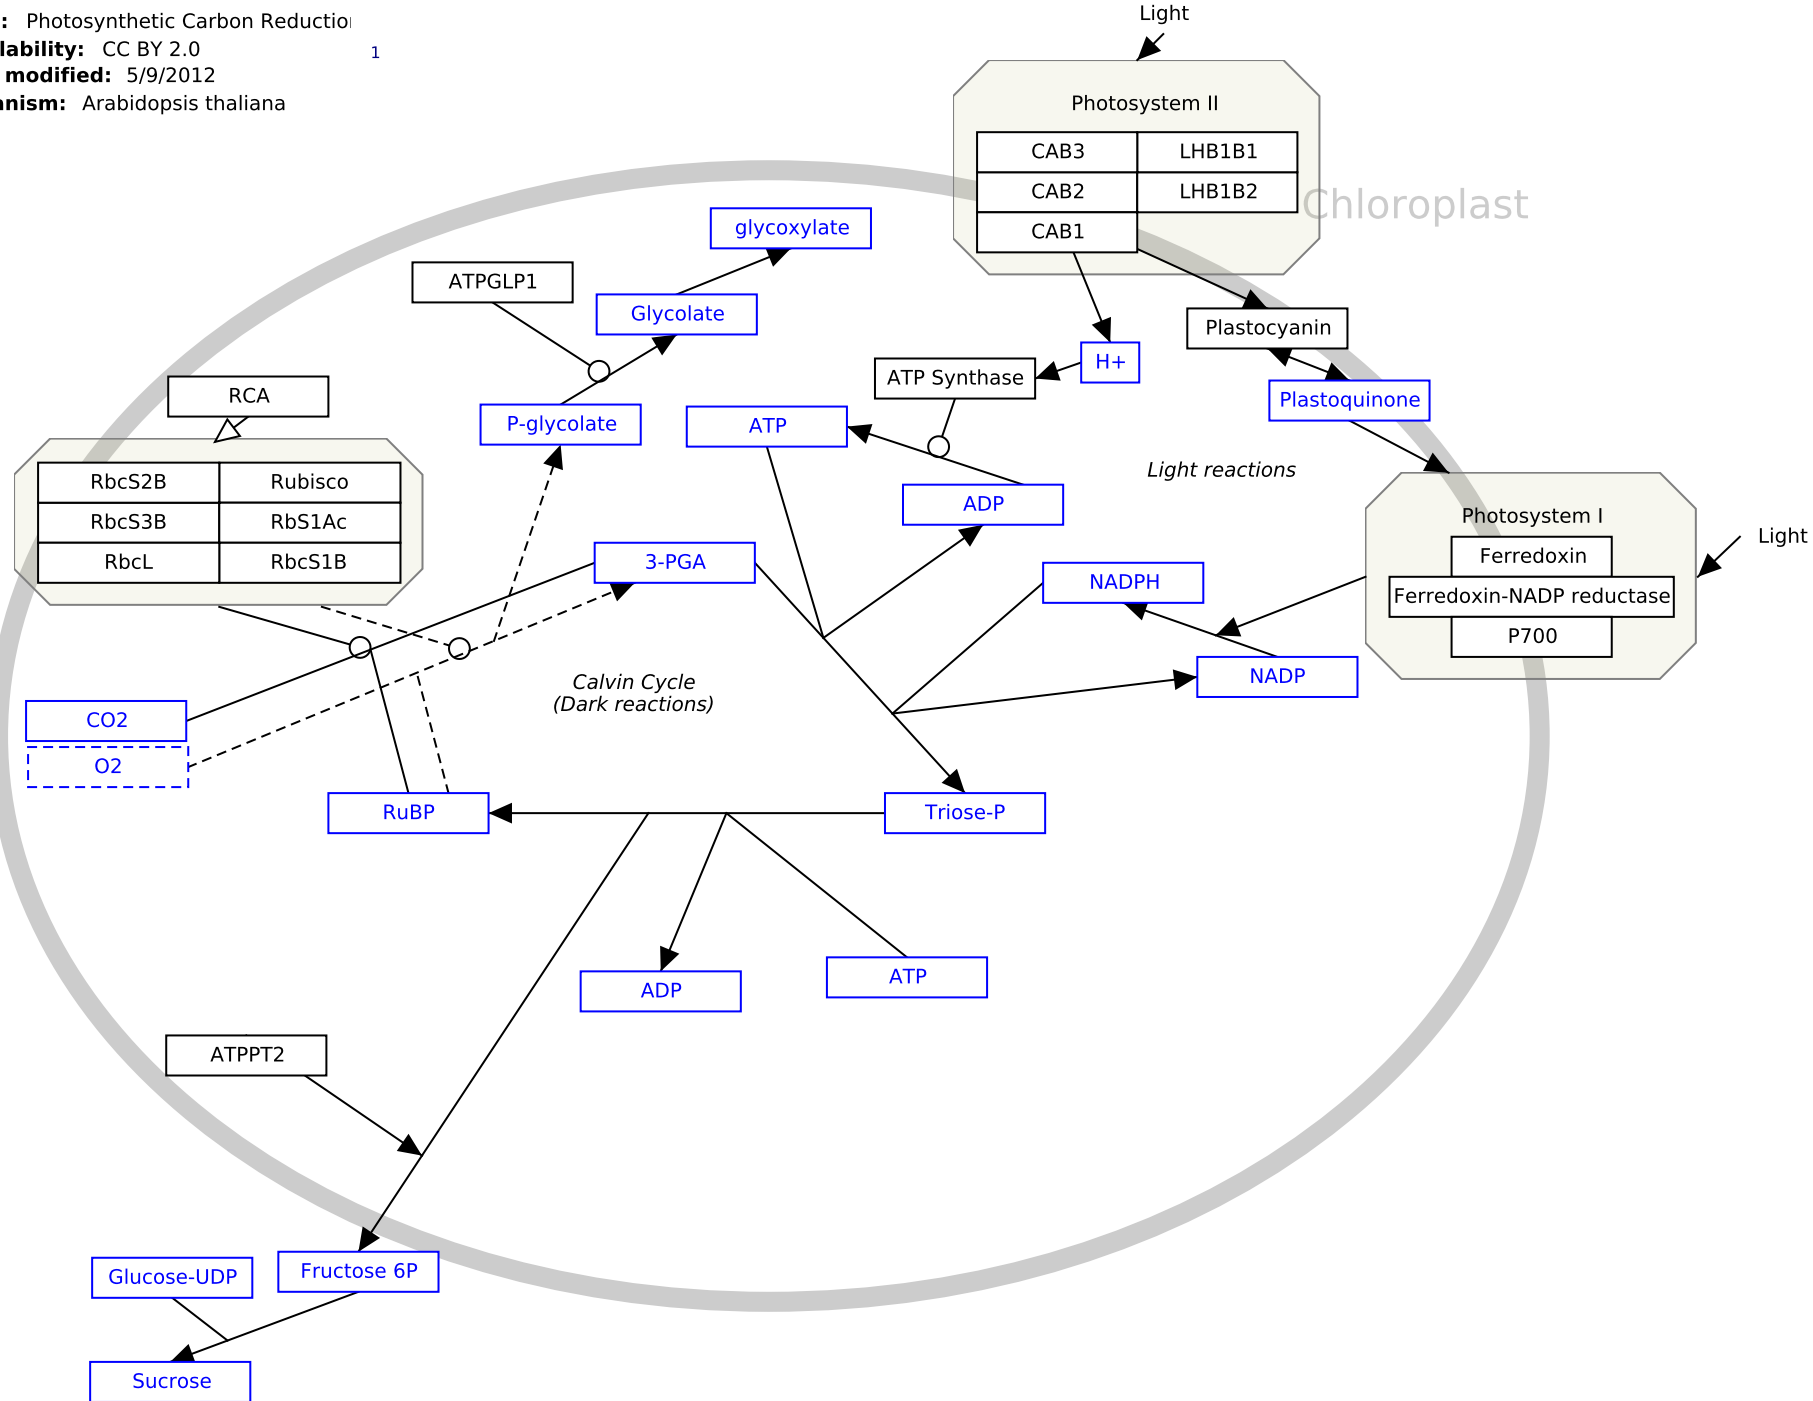 : Photosynthetic Carbon Reduction
lability: CC BY 2.0
1
modified: 5/9/2012
nism: Arabidopsis thaliana
Light
Photosystem II
CAB3 LHB1B1
CAB2 LHB1B2
CAB1
Chloroplast
glycoxylate
ATPGLP1
Glycolate
Plastocyanin
H+
ATP Synthase
RCA
Plastoquinone
P-glycolate
ATP
Light reactions
RbcS2B Rubisco
RbcS3B RbS1Ac
RbcL RbcS1B
ADP
Photosystem I
Light
Ferredoxin
Ferredoxin-NADP reductase
P700
3-PGA
NADPH
NADP
Calvin Cycle
(Dark reactions)
CO2
O2
RuBP
Triose-P
ADP
ATP
ATPPT2
Glucose-UDP
Fructose 6P
Sucrose